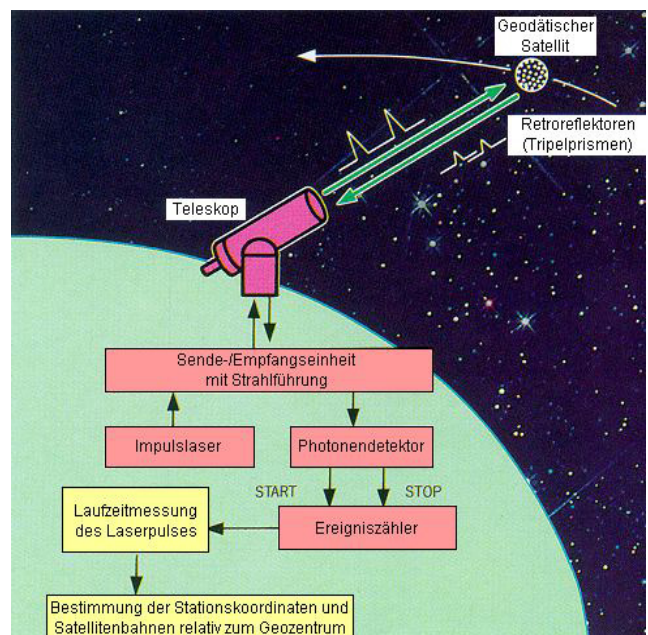 Geodätischer
Satellit
Retroreflektoren
(Tripelprismen)
Teleskop
Sende-/Empfangseinheit
mit Strahlführung
Impulslaser
Photonendetektor
START
STOP
Laufzeitmessung
des Laserpulses
Ereigniszähler
Bestimmung der Stationskoordinaten und
Satellitenbahnen relativ zum Geozentrum